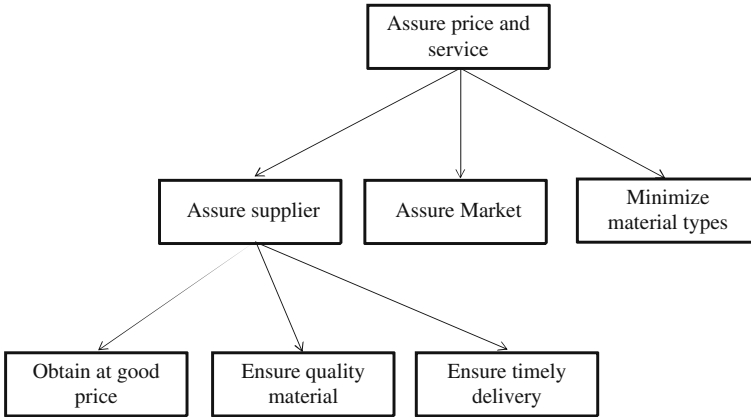 Assure price and
service
Assure supplier
Assure Market
Minimize
material types
Obtain at good
price
Ensure quality
material
Ensure timely
delivery